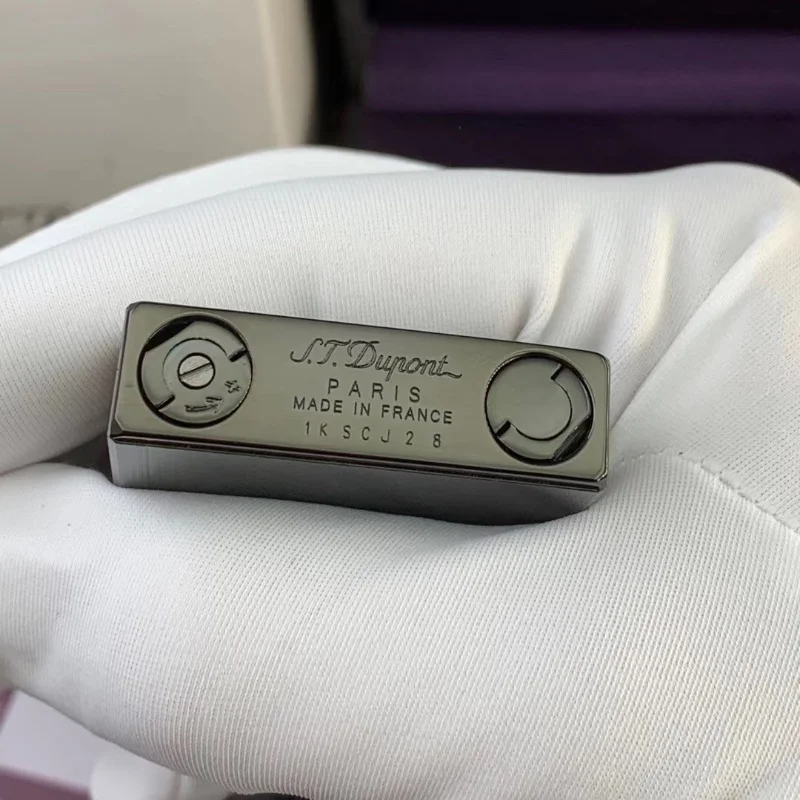 S.T. Dupont
PARIS
MADE IN FRANCE
1KSCJ28